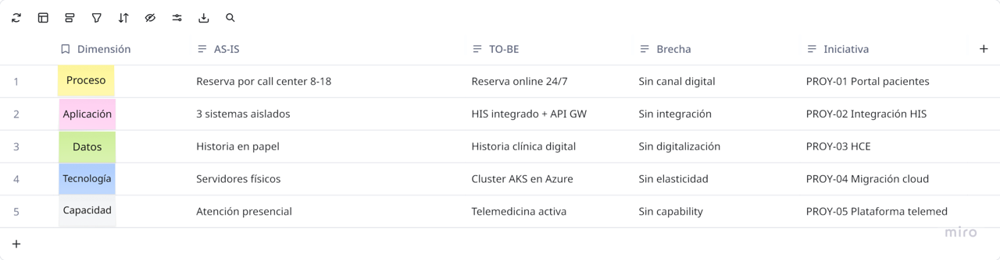 Dimensión AS-IS TO-BE Brecha Iniciativa +
1 Proceso Reserva por call center 8-18 Reserva online 24/7 Sin canal digital PROY-01 Portal pacientes
2 Aplicación 3 sistemas aislados HIS integrado + API GW Sin integración PROY-02 Integración HIS
3 Datos Historia en papel Historia clínica digital Sin digitalización PROY-03 HCE
4 Tecnología Servidores físicos Cluster AKS en Azure Sin elasticidad PROY-04 Migración cloud
5 Capacidad Atención presencial Telemedicina activa Sin capability PROY-05 Plataforma telemed
+
miro